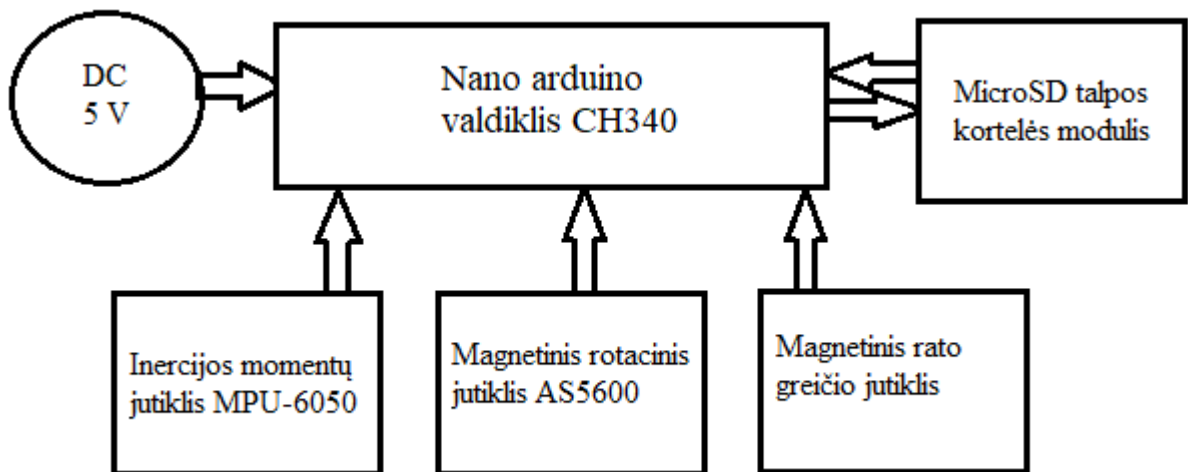 DC
5 V
Nano arduino
valdiklis CH340
MicroSD talpos
kortelės modulis
Inercijos momentų
jutiklis MPU-6050
Magnetinis rotacinis
jutiklis AS5600
Magnetinis rato
greičio jutiklis